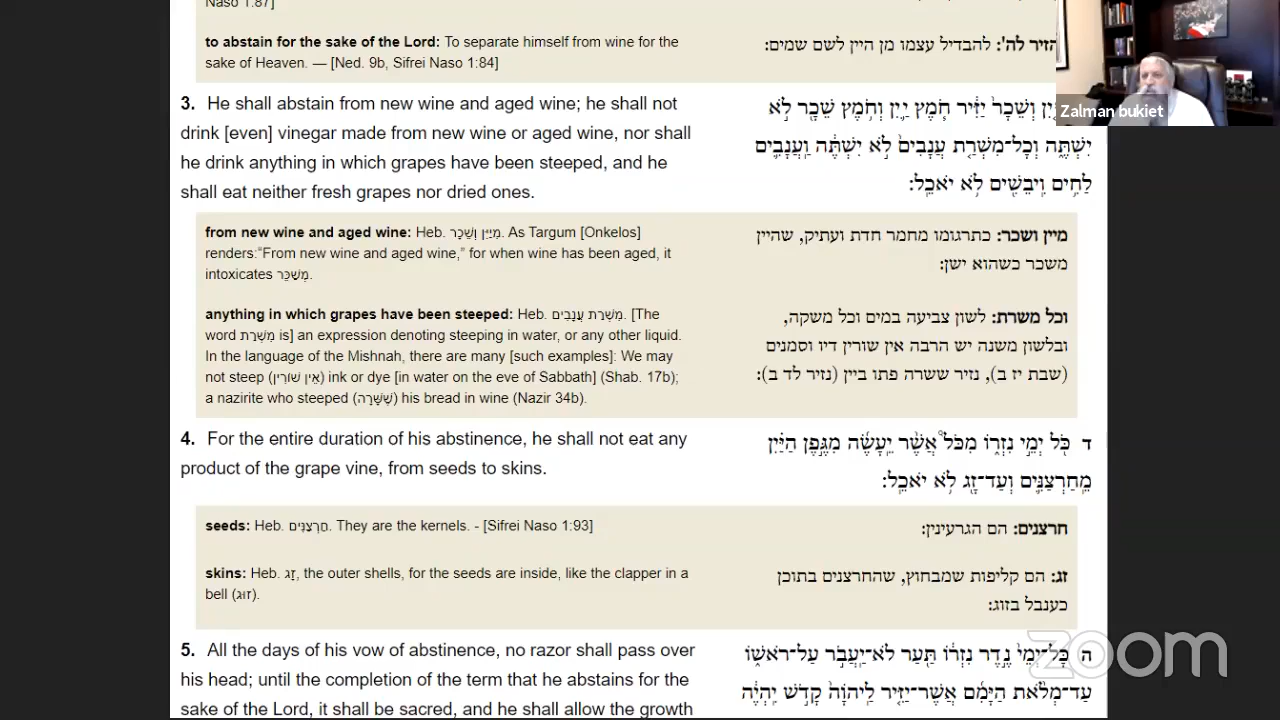 Naso 1:87]
to abstain for the sake of the Lord: To separate himself from wine for the
sake of Heaven. — [Ned. 9b, Sifrei Naso 1:84]
הזיר לה': להבדיל עצמו מן היין לשם שמים:
Zalman bukiet
3. He shall abstain from new wine and aged wine; he shall not
drink [even] vinegar made from new wine or aged wine, nor shall
he drink anything in which grapes have been steeped, and he
shall eat neither fresh grapes nor dried ones.
וְשֵׁכָר֙ יַזִּ֔יר חֹ֥מֶץ יַ֛יִן וְחֹ֥מֶץ שֵׁכָ֖ר לֹ֣א
יִשְׁתֶּ֑ה וְכָל־מִשְׁרַ֤ת עֲנָבִים֙ לֹ֣א יִשְׁתֶּ֔ה וַֽעֲנָבִ֛ים
לַחִ֥ים וִֽיבֵשִׁ֖ים לֹ֥א יֹאכֵֽל:
from new wine and aged wine: Heb. מִיַּיִן וְשֵׁכָר. As Targum [Onkelos]
renders:“From new wine and aged wine,” for when wine has been aged, it
intoxicates מְשַׁכֵּר.
מיין ושכר: כתרגומו מחמר חדת ועתיק, שהיין
משכר כשהוא ישן:
anything in which grapes have been steeped: Heb. מִשְׁרַת עֲנָבִים. [The
word מִשְׁרַת is] an expression denoting steeping in water, or any other liquid.
In the language of the Mishnah, there are many [such examples]: We may
not steep (אֵין שׁוֹרִין) ink or dye [in water on the eve of Sabbath] (Shab. 17b);
a nazirite who steeped (שֶׁשָּׁרָה) his bread in wine (Nazir 34b).
וכל משרת: לשון צביעה במים וכל משקה,
ובלשון משנה יש הרבה אין שורין דיו וסמנים
(שבת יז ב), נזיר ששרה פתו ביין (נזיר לד ב):
4. For the entire duration of his abstinence, he shall not eat any
product of the grape vine, from seeds to skins.
ד כֹּ֖ל יְמֵ֣י נִזְר֑וֹ מִכֹּל֩ אֲשֶׁ֨ר יֵֽעָשֶׂ֜ה מִגֶּ֣פֶן הַיַּ֗יִן
מֵֽחַרְצַנִּ֛ים וְעַד־זָ֖ג לֹ֥א יֹאכֵֽל:
seeds: Heb. חַרְצַנִּים. They are the kernels. - [Sifrei Naso 1:93]
חרצנים: הם הגרעינין:
skins: Heb. זָג, the outer shells, for the seeds are inside, like the clapper in a
bell (זוּג).
זג: הם קליפות שמבחוץ, שהחרצנים בתוכן
כענבל בזוג:
5. All the days of his vow of abstinence, no razor shall pass over
his head; until the completion of the term that he abstains for the
sake of the Lord, it shall be sacred, and he shall allow the growth
ה כָּל־יְמֵי֙ נֶ֣דֶר נִזְר֔וֹ תַּ֖עַר לֹא־יַֽעֲבֹ֣ר עַל־רֹאשׁ֑וֹ
עַד־מְלֹ֨את הַיָּמִ֜ם אֲשֶׁר־יַזִּ֤יר לַֽיהוָֹה֙ קָדֹ֣שׁ יִֽהְיֶ֔ה
zoom